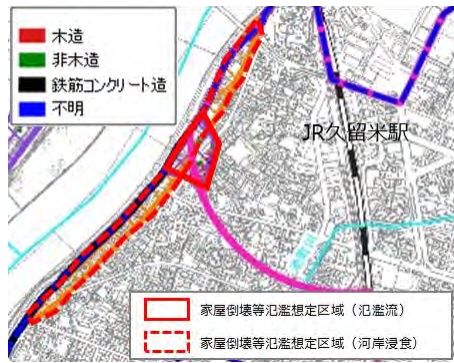 木造
非木造
鉄筋コンクリート造
不明
JR久留米駅
家屋倒壊等氾濫想定区域（氾濫流）
家屋倒壊等氾濫想定区域（河岸浸食）